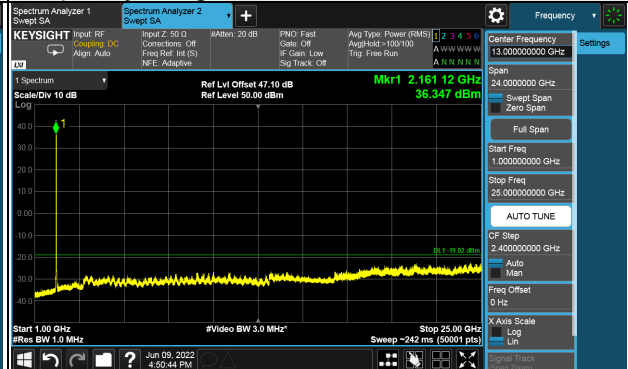 Spectrum Analyzer 1
Swept SA
Spectrum Analyzer 2
Swept SA
Frequency
KEYSIGHT
Input: RF
Coupling: DC
Align: Auto
Input Z: 50 Ω
Corrections: Off
Freq Ref: Int (S)
NFE: Adaptive
#Atten: 20 dB
PNO: Fast
Gate: Off
IF Gain: Low
Sig Track: Off
Avg Type: Power (RMS)
Avg|Hold:>100/100
Trig: Free Run
1 2 3 4 5 6
A W W W W W
A N N N N N
LXI
1 Spectrum
Scale/Div 10 dB
Log
Ref Lvl Offset 47.10 dB
Ref Level 50.00 dBm
Mkr1 2.161 12 GHz
36.347 dBm
1
40.0
30.0
20.0
10.0
0.00
-10.0
-20.0
-30.0
-40.0
DL1 -19.02 dBm
Start 1.00 GHz
#Res BW 1.0 MHz
#Video BW 3.0 MHz*
Stop 25.00 GHz
Sweep ~242 ms (50001 pts)
Jun 09, 2022
4:50:44 PM
?
Center Frequency
13.000000000 GHz
Span
24.0000000 GHz
Swept Span
Zero Span
Full Span
Start Freq
1.000000000 GHz
Stop Freq
25.000000000 GHz
AUTO TUNE
CF Step
2.400000000 GHz
Auto
Man
Freq Offset
0 Hz
X Axis Scale
Log
Lin
Signal Track
(Span Zoom)
Settings